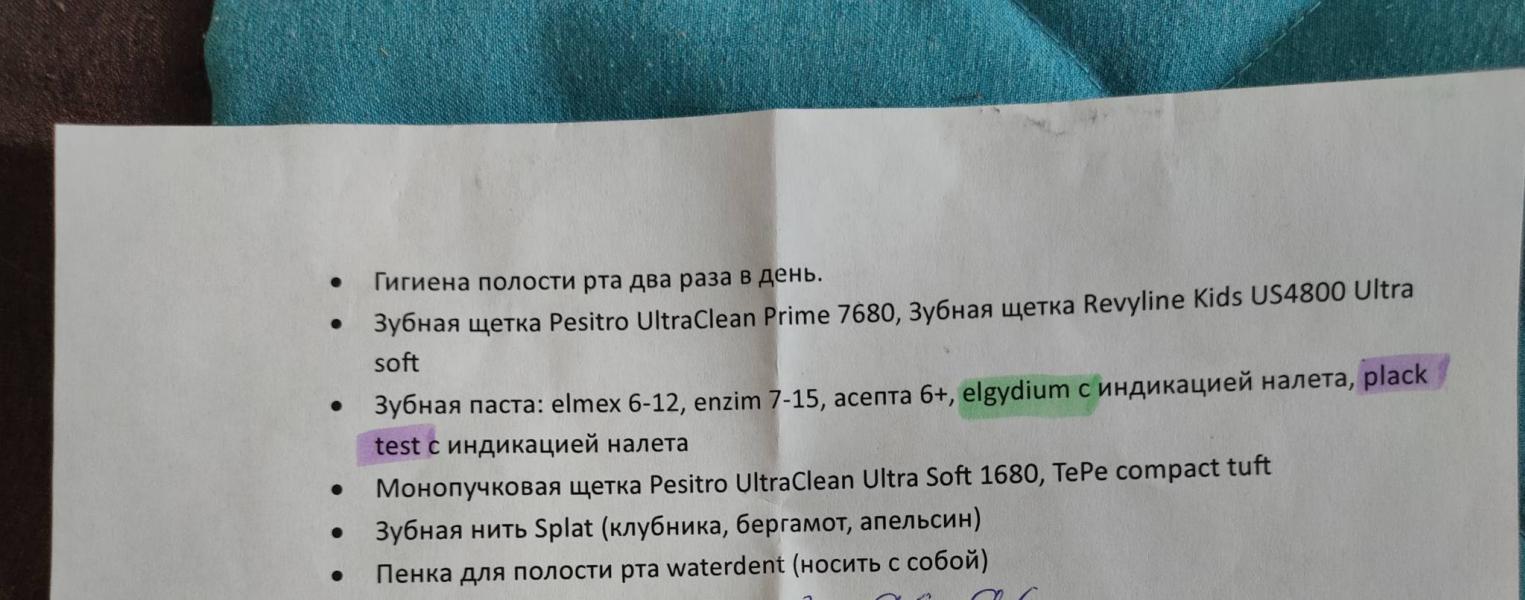 • Гигиена полости рта два раза в день.
• Зубная щетка Pesitro UltraClean Prime 7680, Зубная щетка Revyline Kids US4800 Ultra
soft
• Зубная паста: elmex 6-12, enzim 7-15, асепта 6+, elgydium с индикацией налета, plack
test с индикацией налета
• Монопучковая щетка Pesitro UltraClean Ultra Soft 1680, TePe compact tuft
• Зубная нить Splat (клубника, бергамот, апельсин)
• Пенка для полости рта waterdent (носить с собой)